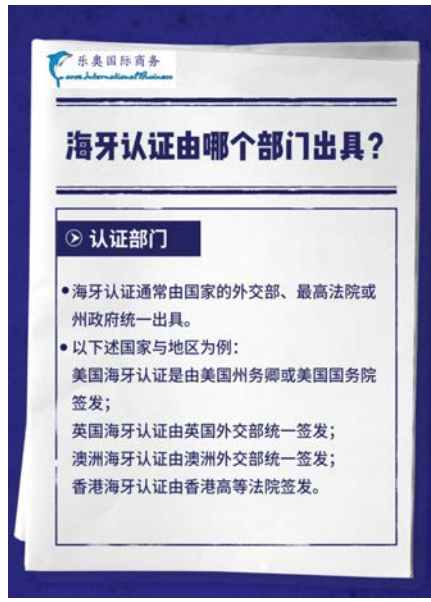 乐奥国际商务
海牙认证由哪个部门出具？
认证部门
●海牙认证通常由国家的外交部、最高法院或
州政府统一出具。
●以下述国家与地区为例：
美国海牙认证是由美国州务卿或美国国务院
签发；
英国海牙认证由英国外交部统一签发；
澳洲海牙认证由澳洲外交部统一签发；
香港海牙认证由香港高等法院签发。